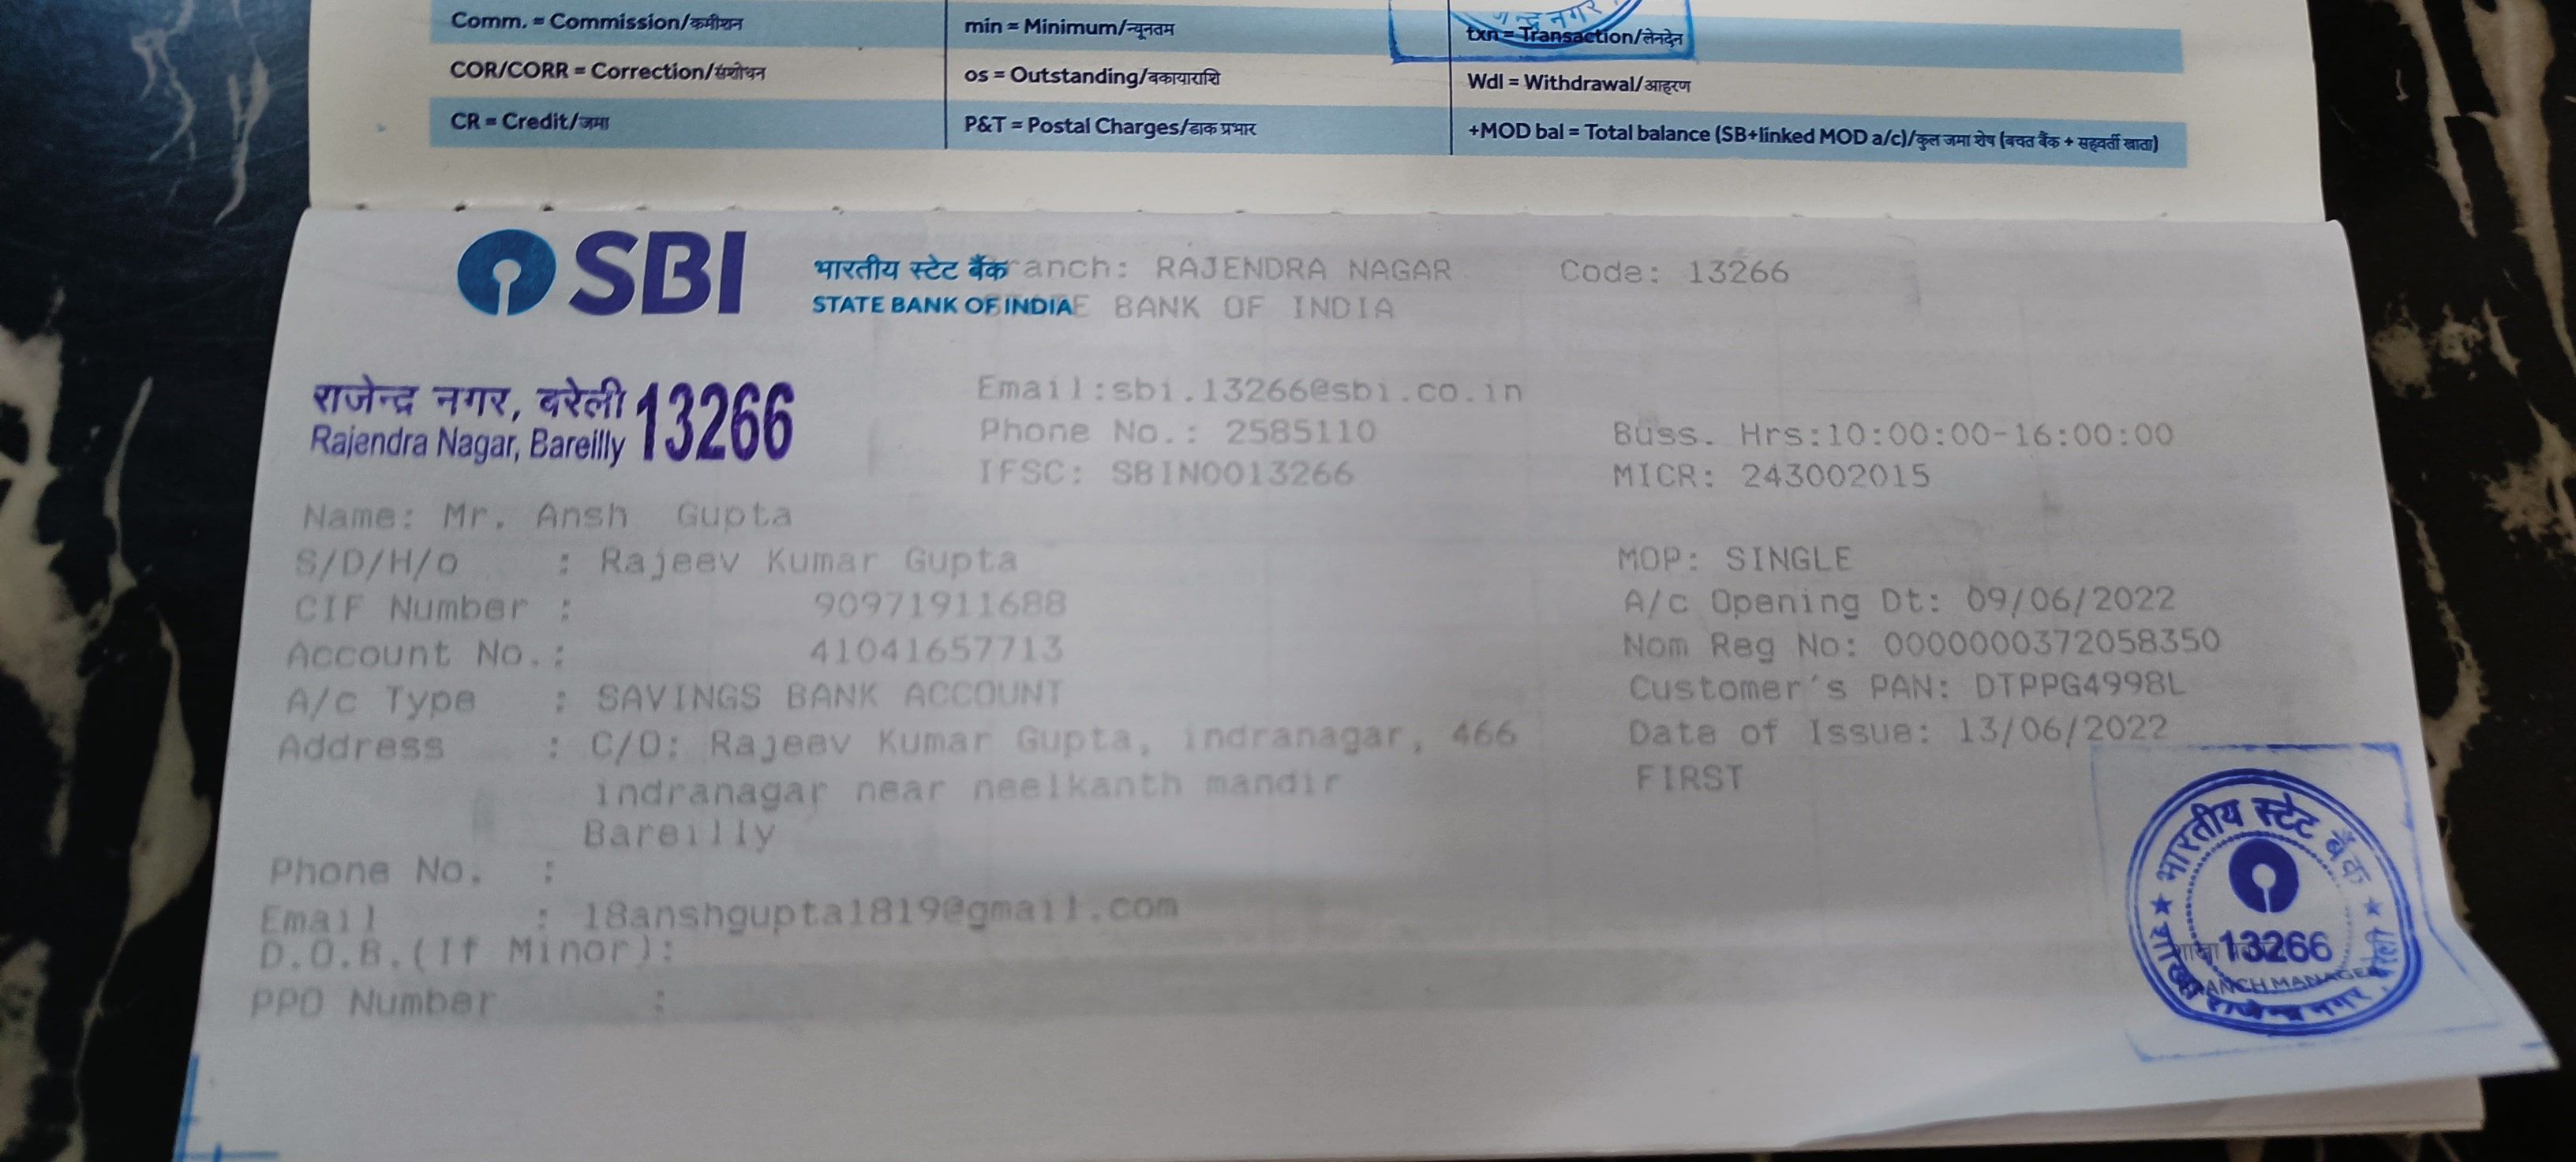 Comm. = Commission/कमीशन
min = Minimum/न्यूनतम
txn = Transaction/लेनदेन
COR/CORR = Correction/संशोधन
os = Outstanding/बकायाराशि
Wdl = Withdrawal/आहरण
CR = Credit/जमा
P&T = Postal Charges/डाक प्रभार
+MOD bal = Total balance (SB+linked MOD a/c)/कुल जमा शेष (बचत बैंक + सहवर्ती खाता)
SBI
भारतीय स्टेट बैंक
STATE BANK OF INDIA
ranch: RAJENDRA NAGAR Code: 13266
E BANK OF INDIA
राजेन्द्र नगर, बरेली 13266
Rajendra Nagar, Bareilly
Email:sbi.13266@sbi.co.in
Phone No.: 2585110 Buss. Hrs:10:00:00-16:00:00
IFSC: SBIN0013266 MICR: 243002015
Name: Mr. Ansh Gupta
S/D/H/o : Rajeev Kumar Gupta MOP: SINGLE
CIF Number : 90971911688 A/c Opening Dt: 09/06/2022
Account No.: 41041657713 Nom Reg No: 0000000372058350
A/c Type : SAVINGS BANK ACCOUNT Customer's PAN: DTPPG4998L
Address : C/O: Rajeev Kumar Gupta, indranagar, 466 Date of Issue: 13/06/2022
indranagar near neelkanth mandir FIRST
Bareilly
Phone No. :
Email : 18anshgupta1819@gmail.com
D.O.B.(If Minor):
PPO Number :
भारतीय स्टेट बैंक
13266
शाखा राजेन्द्र नगर, बरेली